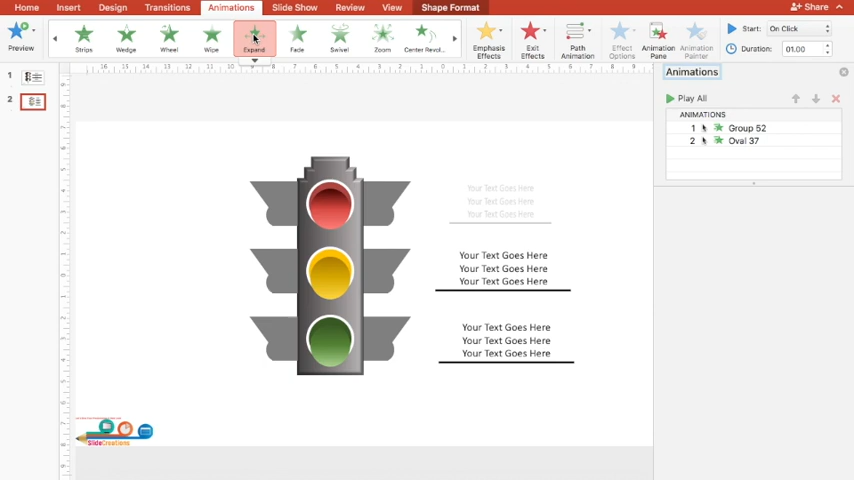 Home Insert Design Transitions Animations Slide Show Review View Shape Format Share
Preview
Strips Wedge Wheel Wipe Expand Fade Swivel Zoom Center Revol...
Emphasis Effects
Exit Effects
Path Animation
Effect Options
Animation Pane
Animation Painter
Start: On Click
Duration: 01.00
Animations
Play All
ANIMATIONS
1 Group 52
2 Oval 37
1
2
Your Text Goes Here
Your Text Goes Here
Your Text Goes Here
Your Text Goes Here
Your Text Goes Here
Your Text Goes Here
Your Text Goes Here
Your Text Goes Here
Your Text Goes Here
SlideCreations